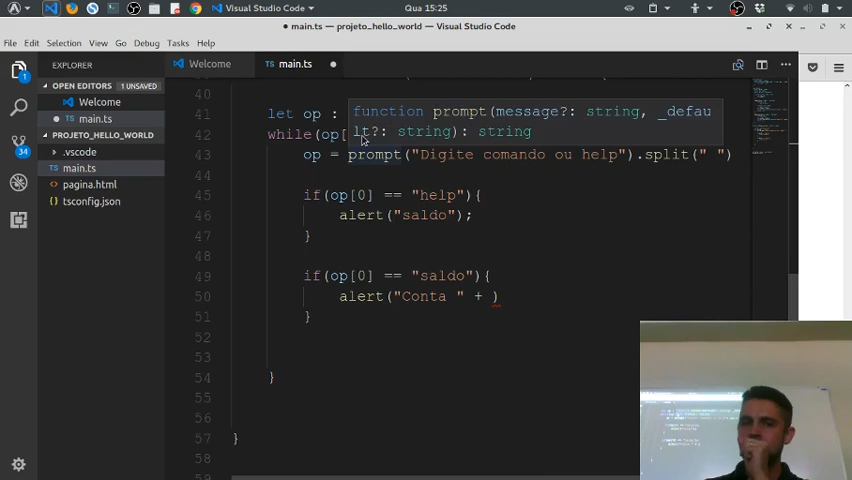 Visual Studio Code
Qua 15:25
main.ts - projeto_hello_world - Visual Studio Code
File Edit Selection View Go Debug Tasks Help
EXPLORER
OPEN EDITORS 1 UNSAVED
Welcome
main.ts
PROJETO_HELLO_WORLD
.vscode
main.ts
pagina.html
tsconfig.json
1
34
Welcome
main.ts
40
41 let op :
function prompt(message?: string, _defau
lt?: string): string
42 while(op[
43 op = prompt("Digite comando ou help").split(" ")
44
45 if(op[0] == "help"){
46 alert("saldo");
47 }
48
49 if(op[0] == "saldo"){
50 alert("Conta " + )
51 }
52
53
54 }
55
56
57 }
58